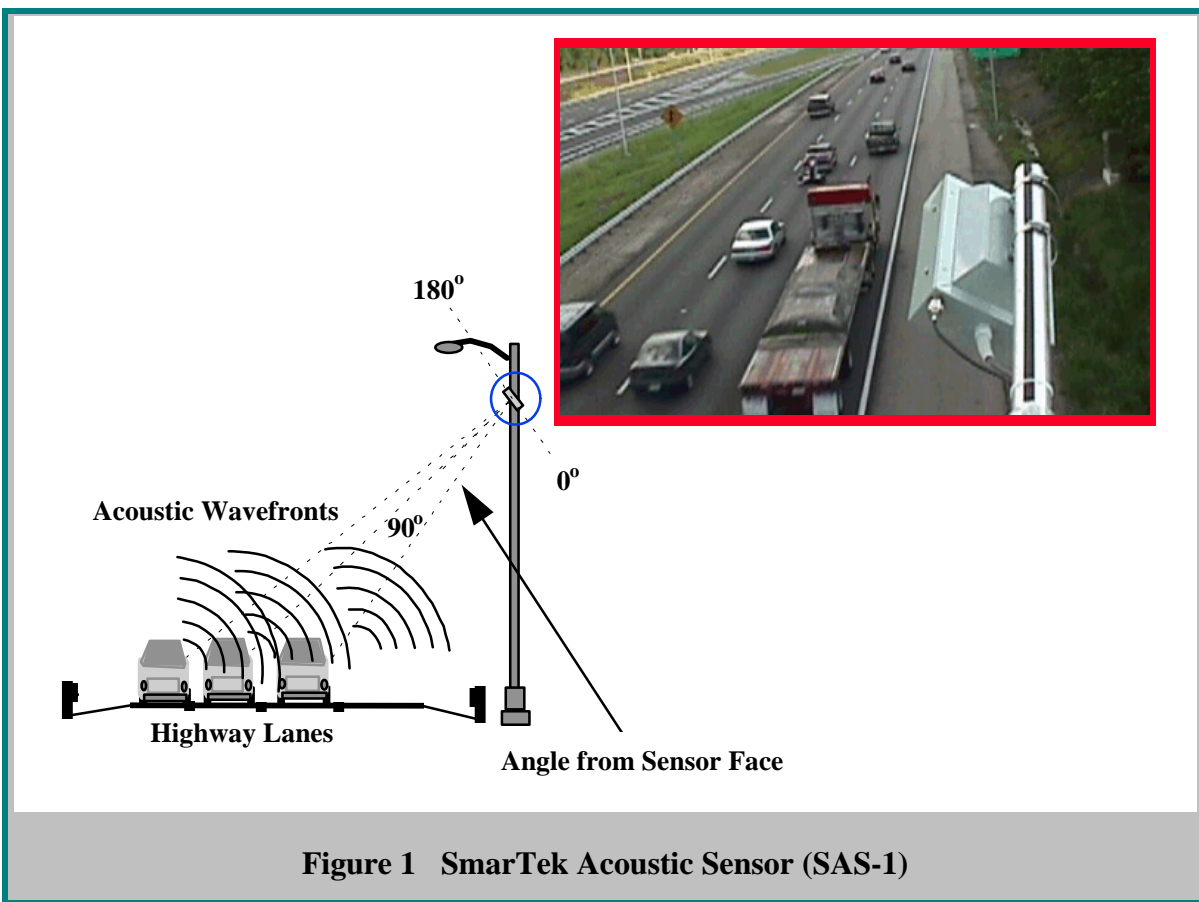 180°
0°
Acoustic Wavefronts
90°
Highway Lanes
Angle from Sensor Face
Figure 1 SmarTek Acoustic Sensor (SAS-1)